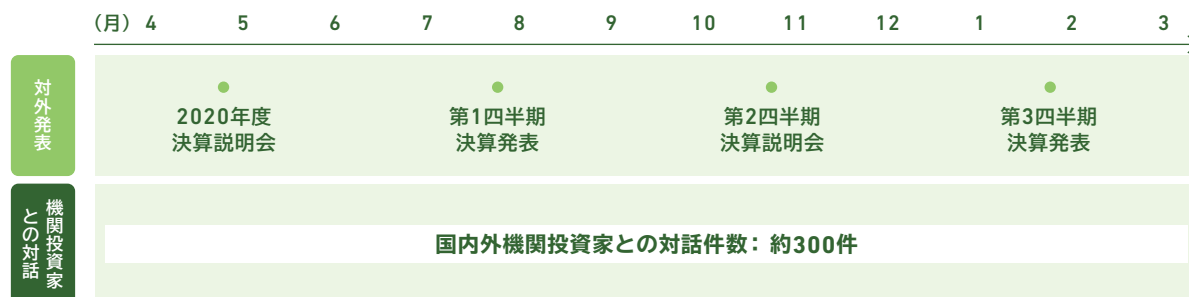 (月) 4 5 6 7 8 9 10 11 12 1 2 3
対外発表
2020年度
決算説明会
第1四半期
決算発表
第2四半期
決算説明会
第3四半期
決算発表
機関投資家
との対話
国内外機関投資家との対話件数：約300件